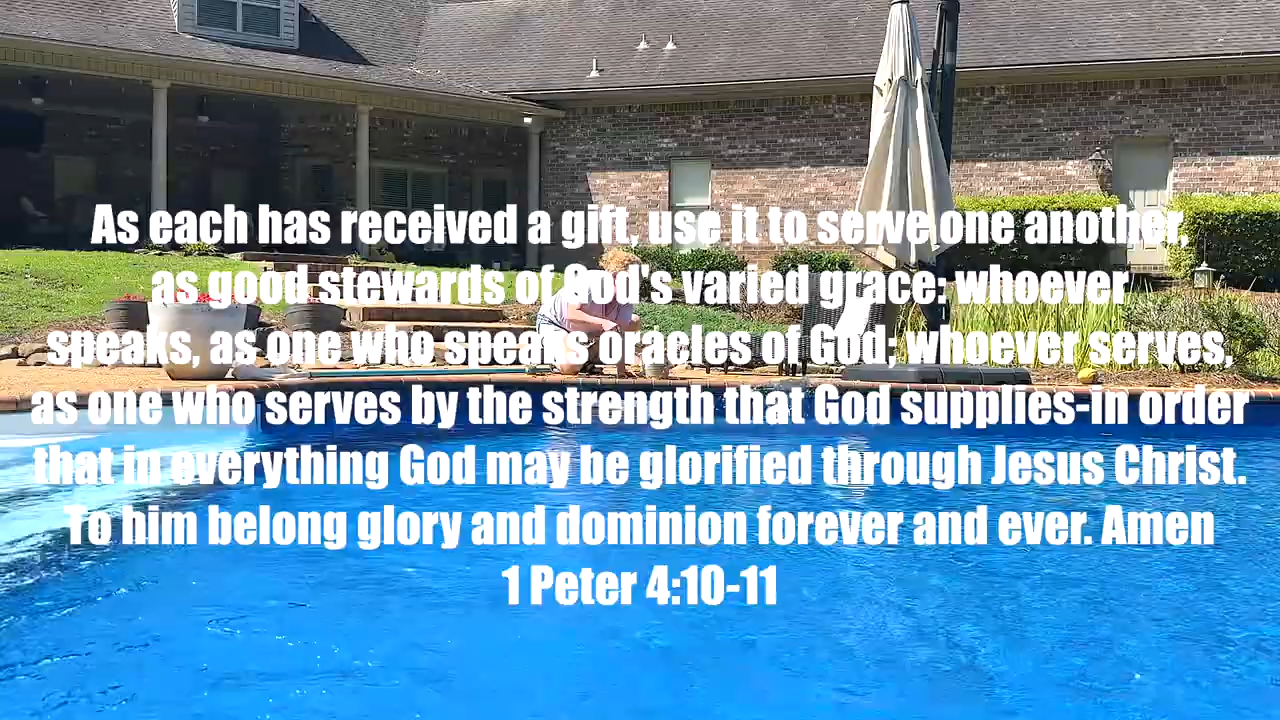 As each has received a gift, use it to serve one another,
as good stewards of God's varied grace: whoever
speaks, as one who speaks oracles of God; whoever serves,
as one who serves by the strength that God supplies-in order
that in everything God may be glorified through Jesus Christ.
To him belong glory and dominion forever and ever. Amen
1 Peter 4:10-11